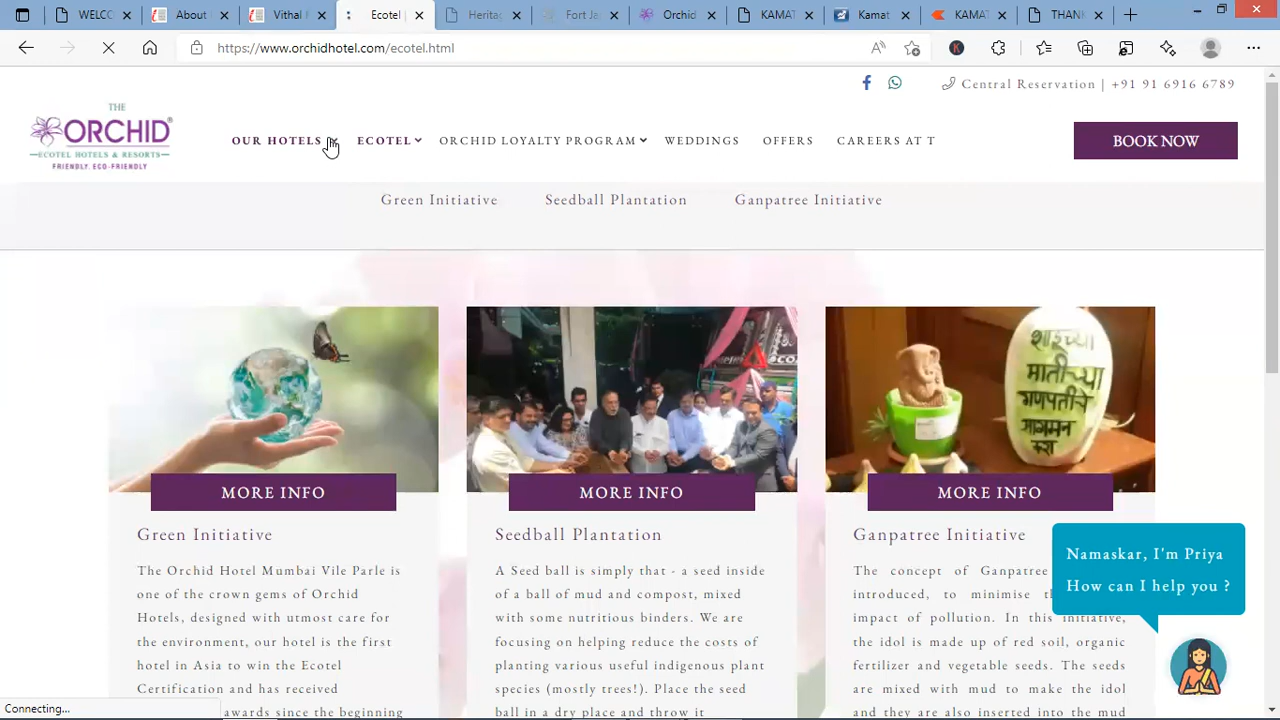 WELC
About
Vithal
Ecotel
Heritag
Fort Ja
Orchid
KAMAT
Kamat
KAMAT
THANK
https://www.orchidhotel.com/ecotel.html
Central Reservation | +91 91 6916 6789
THE
ORCHID®
ECOTEL HOTELS & RESORTS
FRIENDLY. ECO-FRIENDLY
OUR HOTELS ECOTEL ORCHID LOYALTY PROGRAM WEDDINGS OFFERS CAREERS AT T
BOOK NOW
Green Initiative Seedball Plantation Ganpatree Initiative
शाडूच्या
मातीच्या
गणपतीचे
आगमन
करू
MORE INFO
MORE INFO
MORE INFO
Green Initiative
The Orchid Hotel Mumbai Vile Parle is
one of the crown gems of Orchid
Hotels, designed with utmost care for
the environment, our hotel is the first
hotel in Asia to win the Ecotel
Certification and has received
awards since the beginning
Seedball Plantation
A Seed ball is simply that - a seed inside
of a ball of mud and compost, mixed
with some nutritious binders. We are
focusing on helping reduce the costs of
planting various useful indigenous plant
species (mostly trees!). Place the seed
ball in a dry place and throw it
Ganpatree Initiative
The concept of Ganpatree
introduced, to minimise th
impact of pollution. In this initiative,
the idol is made up of red soil, organic
fertilizer and vegetable seeds. The seeds
are mixed with mud to make the idol
and they are also inserted into the mud
Namaskar, I'm Priya
How can I help you ?
Connecting...